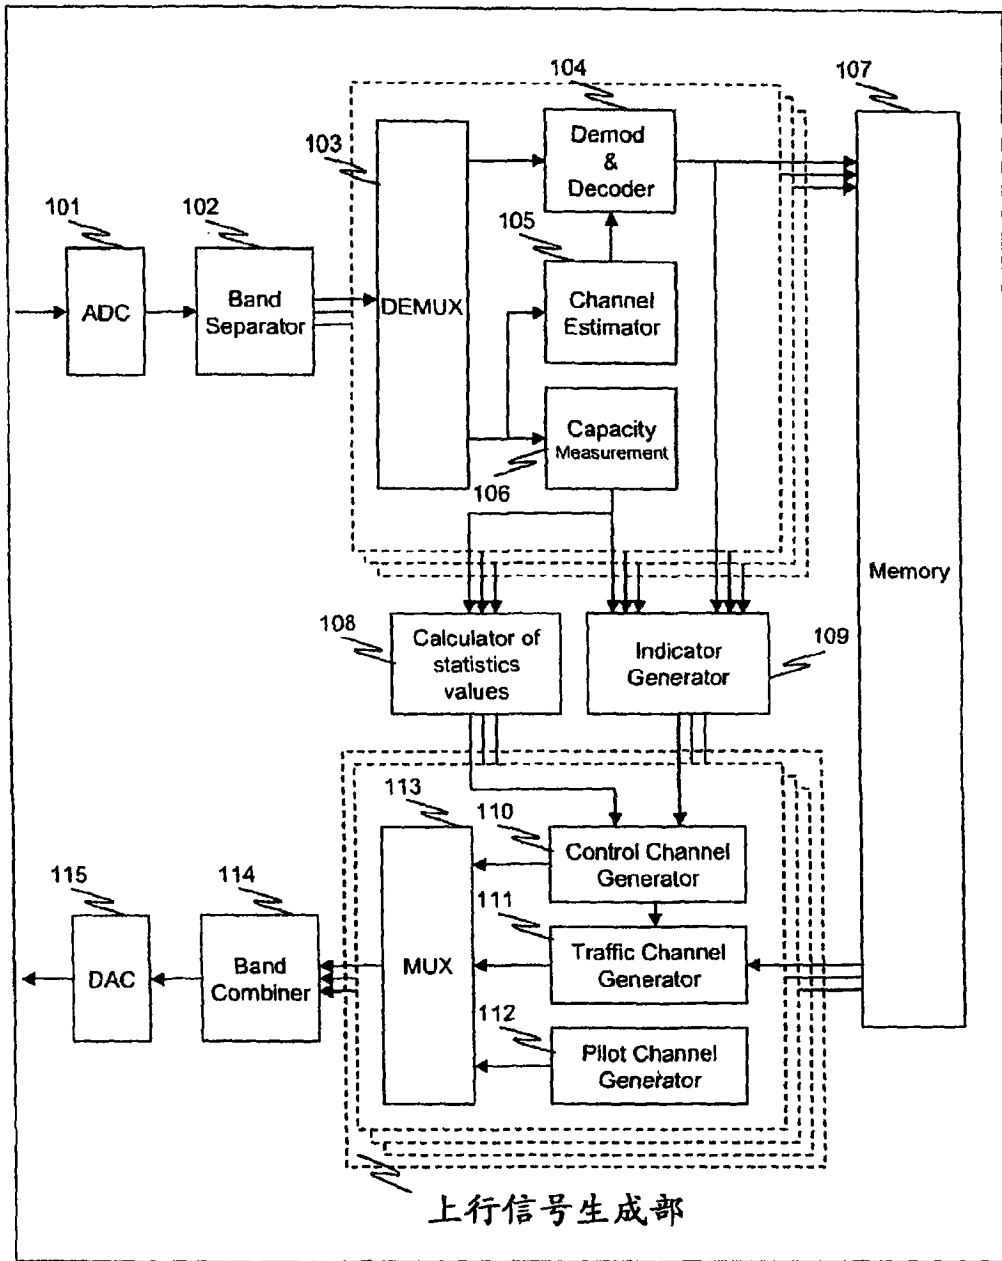 104
107
Demod
&
Decoder
103
101
102
105
ADC
Band
Separator
DEMUX
Channel
Estimator
Capacity
Measurement
106
Memory
108
Calculator of
statistics
values
Indicator
Generator
109
113
110
Control Channel
Generator
115
114
111
DAC
Band
Combiner
MUX
Traffic Channel
Generator
112
Pilot Channel
Generator
上行信号生成部